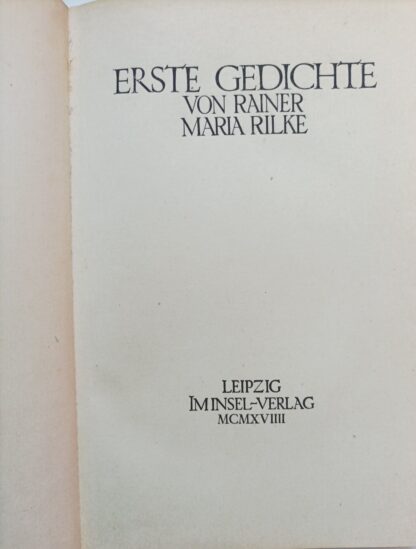 ERSTE GEDICHTE
VON RAINER
MARIA RILKE
LEIPZIG
IM INSEL-VERLAG
MCMXVIIII